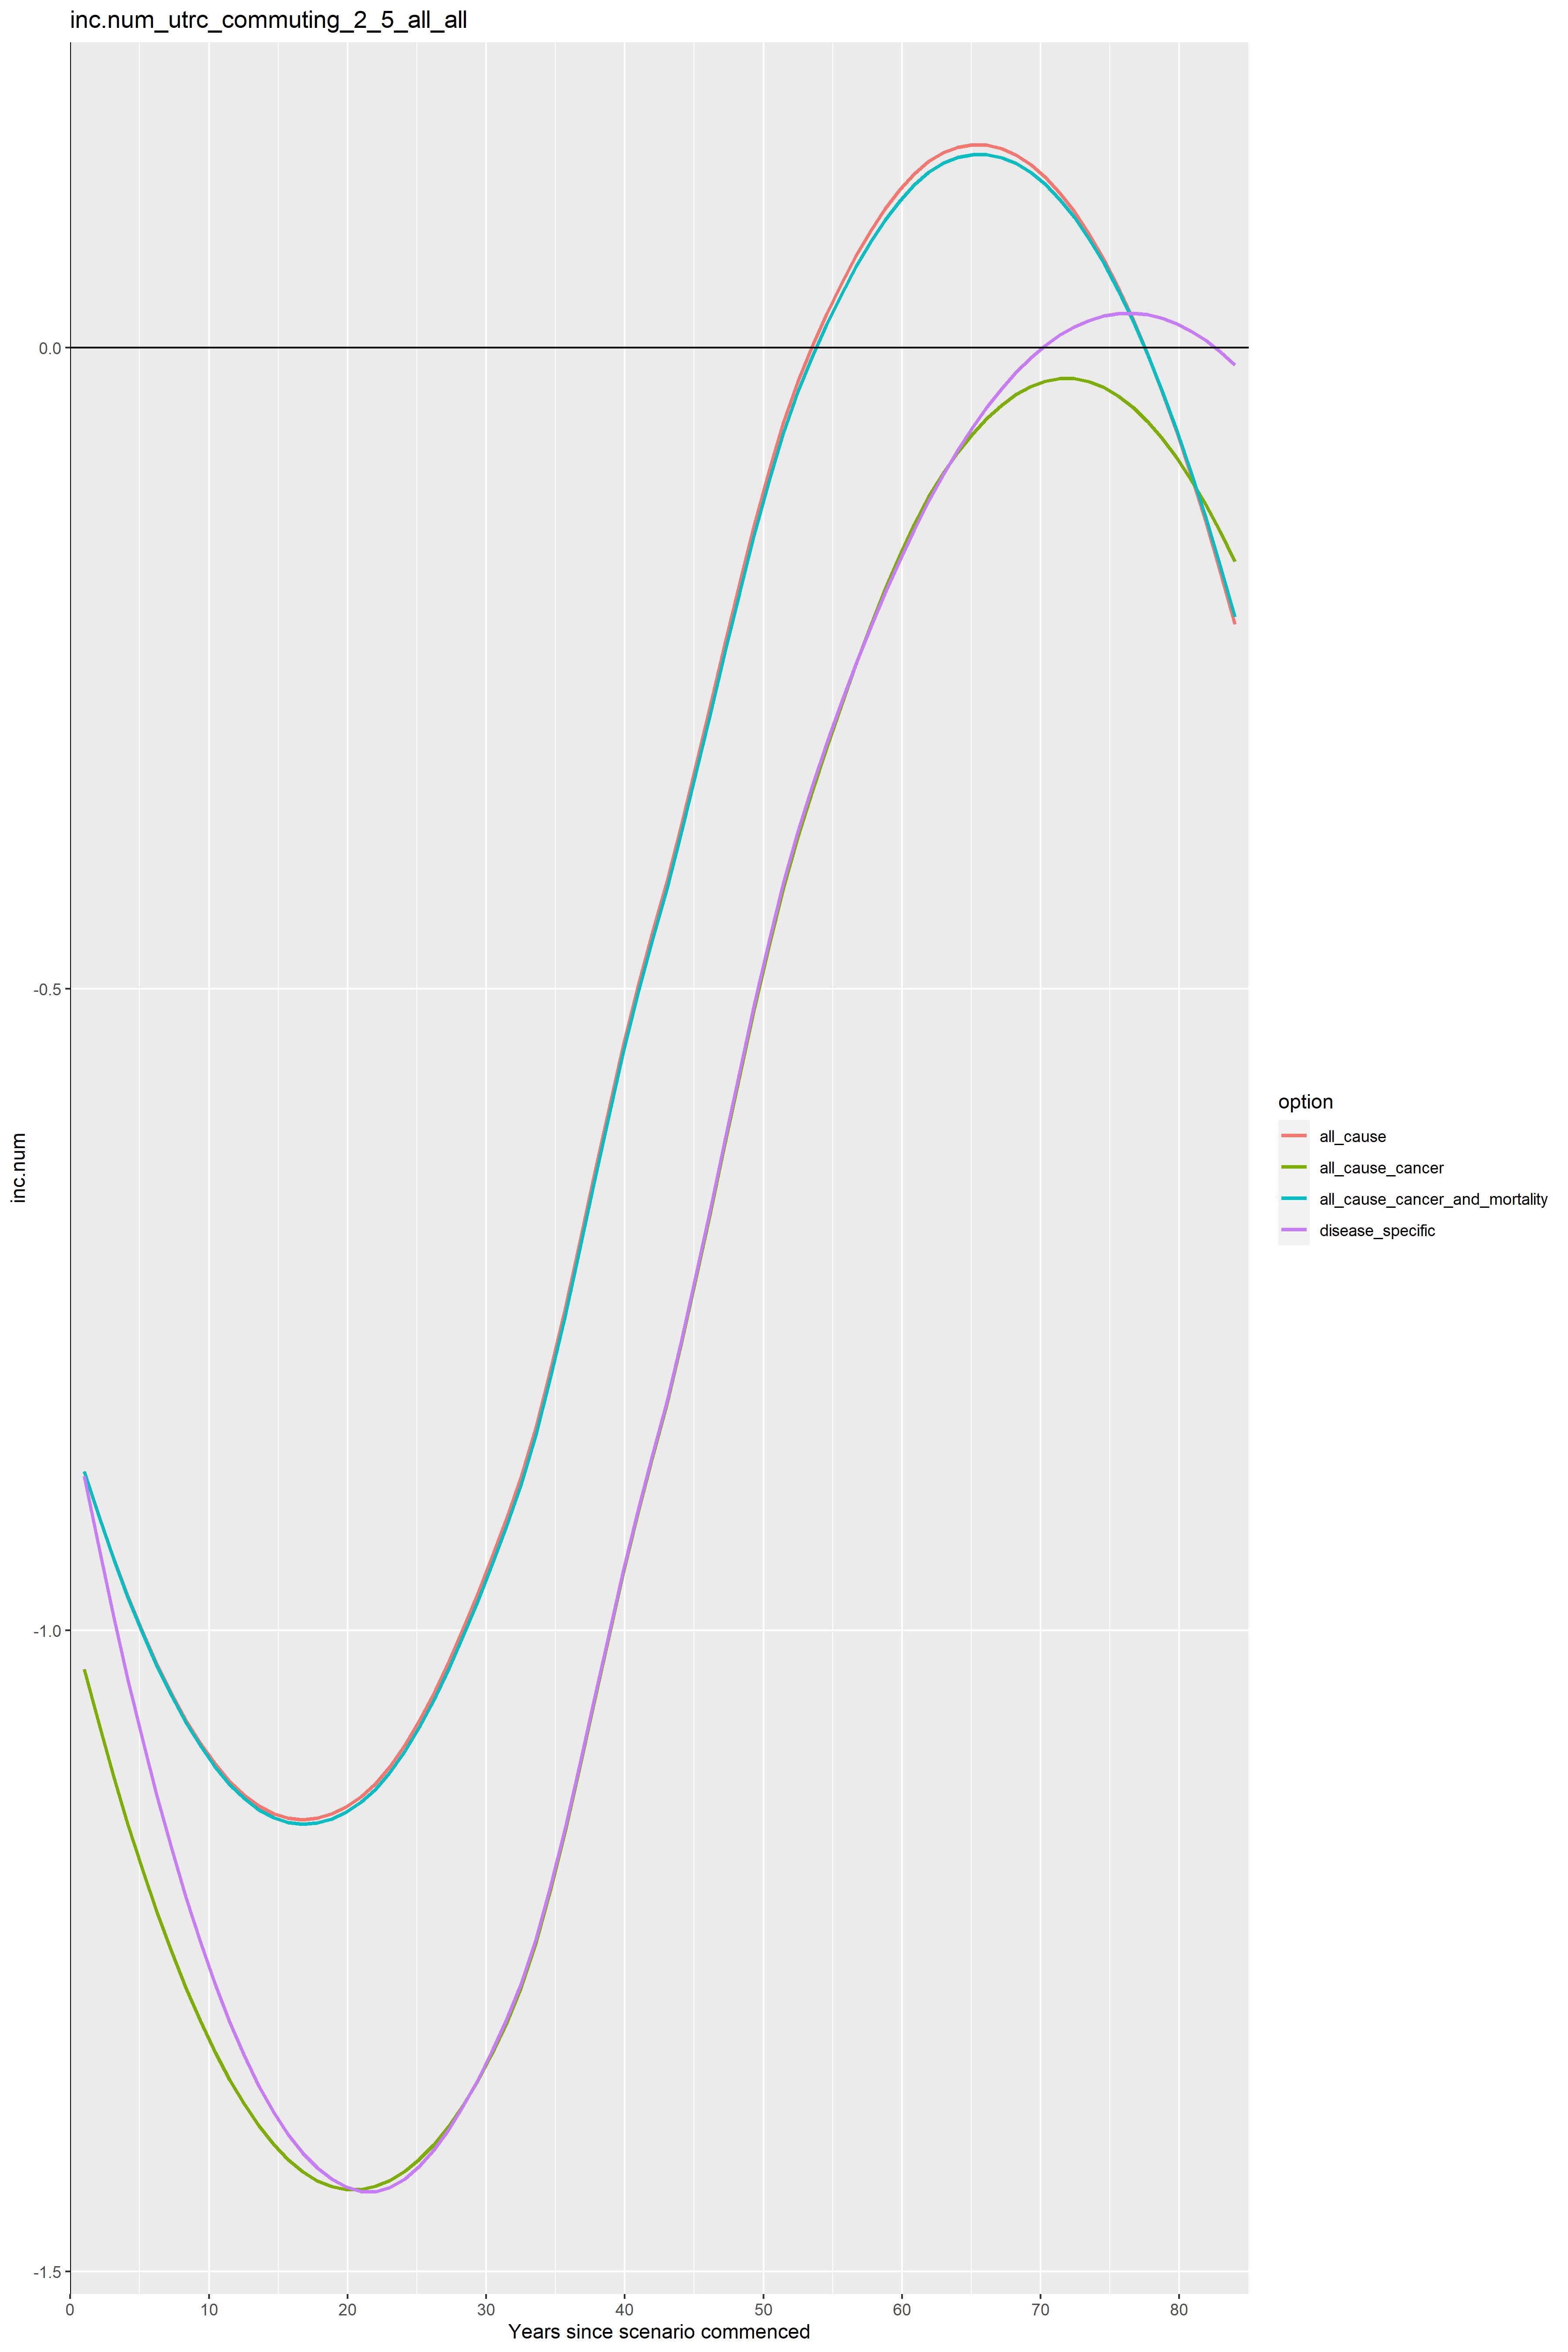 inc.num_utrc_commuting_2_5_all_all
0.0
-0.5
-1.0
-1.5
inc.num
0 10 20 30 40 50 60 70 80
Years since scenario commenced
option
all_cause
all_cause_cancer
all_cause_cancer_and_mortality
disease_specific